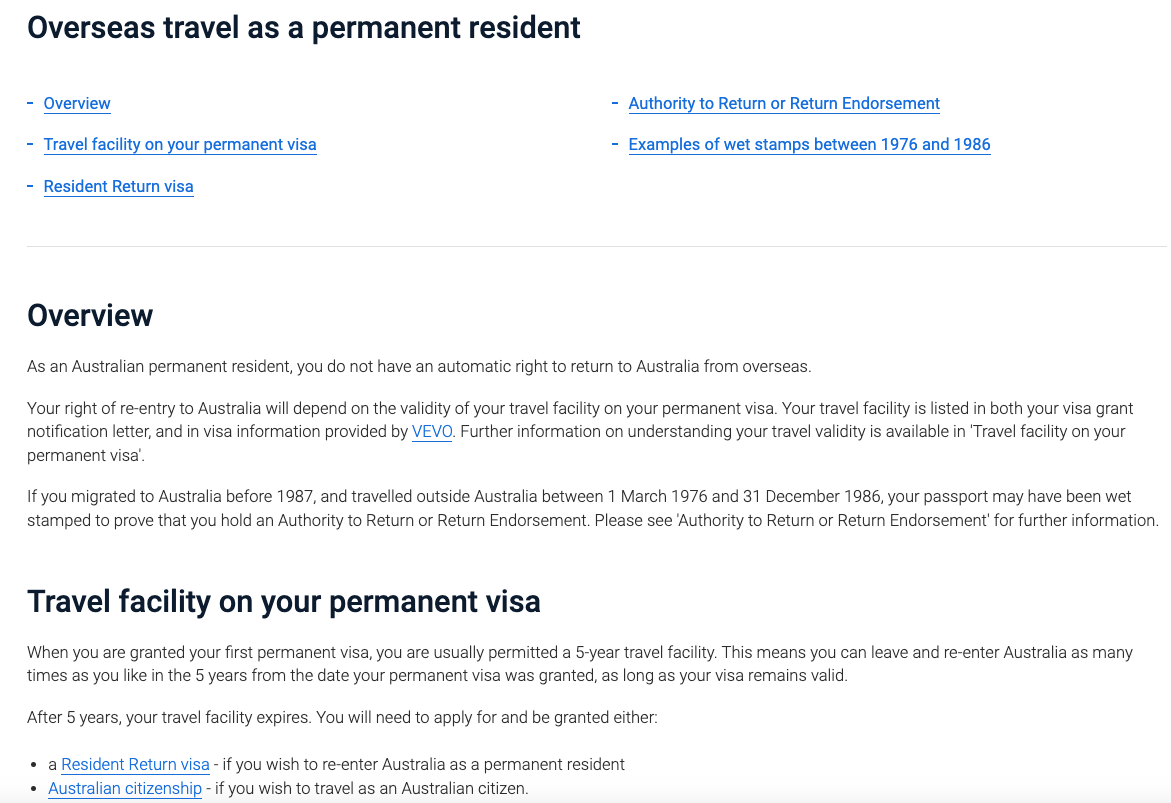 Overseas travel as a permanent resident
- Overview
- Travel facility on your permanent visa
- Resident Return visa
- Authority to Return or Return Endorsement
- Examples of wet stamps between 1976 and 1986
Overview
As an Australian permanent resident, you do not have an automatic right to return to Australia from overseas.
Your right of re-entry to Australia will depend on the validity of your travel facility on your permanent visa. Your travel facility is listed in both your visa grant
notification letter, and in visa information provided by VEVO. Further information on understanding your travel validity is available in 'Travel facility on your
permanent visa'.
If you migrated to Australia before 1987, and travelled outside Australia between 1 March 1976 and 31 December 1986, your passport may have been wet
stamped to prove that you hold an Authority to Return or Return Endorsement. Please see 'Authority to Return or Return Endorsement' for further information.
Travel facility on your permanent visa
When you are granted your first permanent visa, you are usually permitted a 5-year travel facility. This means you can leave and re-enter Australia as many
times as you like in the 5 years from the date your permanent visa was granted, as long as your visa remains valid.
After 5 years, your travel facility expires. You will need to apply for and be granted either:
• a Resident Return visa - if you wish to re-enter Australia as a permanent resident
• Australian citizenship - if you wish to travel as an Australian citizen.